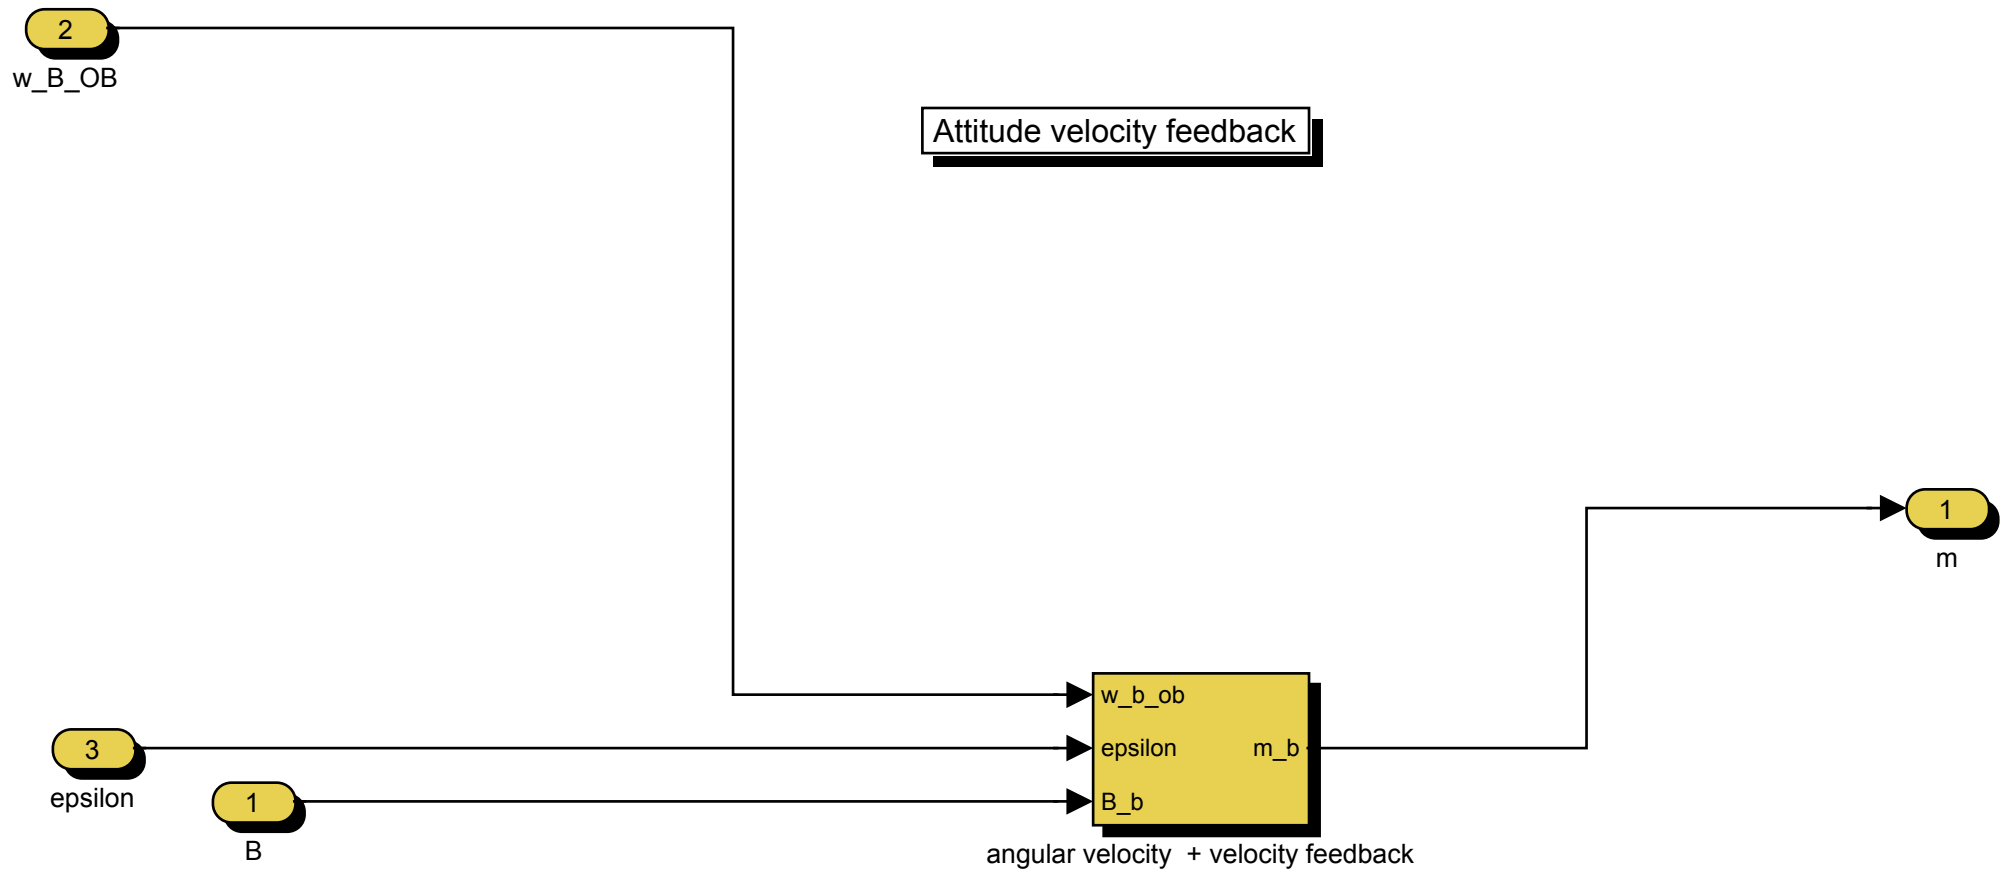 2
w_B_OB
Attitude velocity feedback
1
m
w_b_ob
3
epsilon
epsilon
m_b
1
B
B_b
angular velocity  + velocity feedback